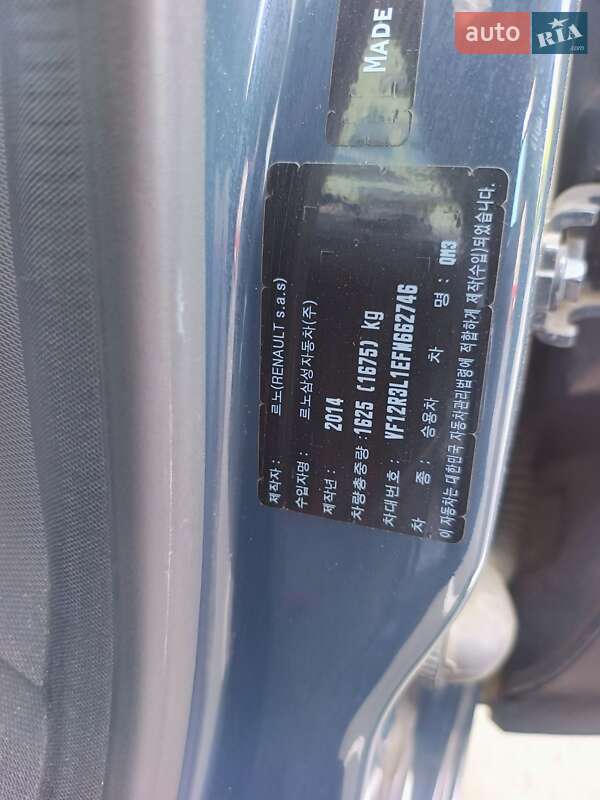 auto RIA .com
MADE
제작자 : 르노(RENAULT s.a.s)
수입자명 : 르노삼성자동차(주)
제작년 : 2014
차량총중량 :1625 (1675) kg
차대번호 : VF12R3L1EFW662746
차 종 : 승용차 차 명 : QM3
이 자동차는 대한민국 자동차관리법령에 적합하게 제작(수입)되었습니다.